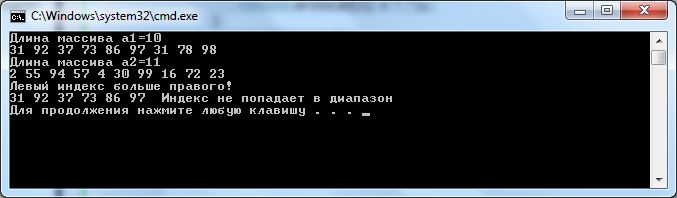 C:\Windows\system32\cmd.exe
Длина массива a1=10
31 92 37 73 86 97 31 78 98
Длина массива a2=11
2 55 94 57 4 30 99 16 72 23
Левый индекс больше правого!
31 92 37 73 86 97  Индекс не попадает в диапазон
Для продолжения нажмите любую клавишу . . .